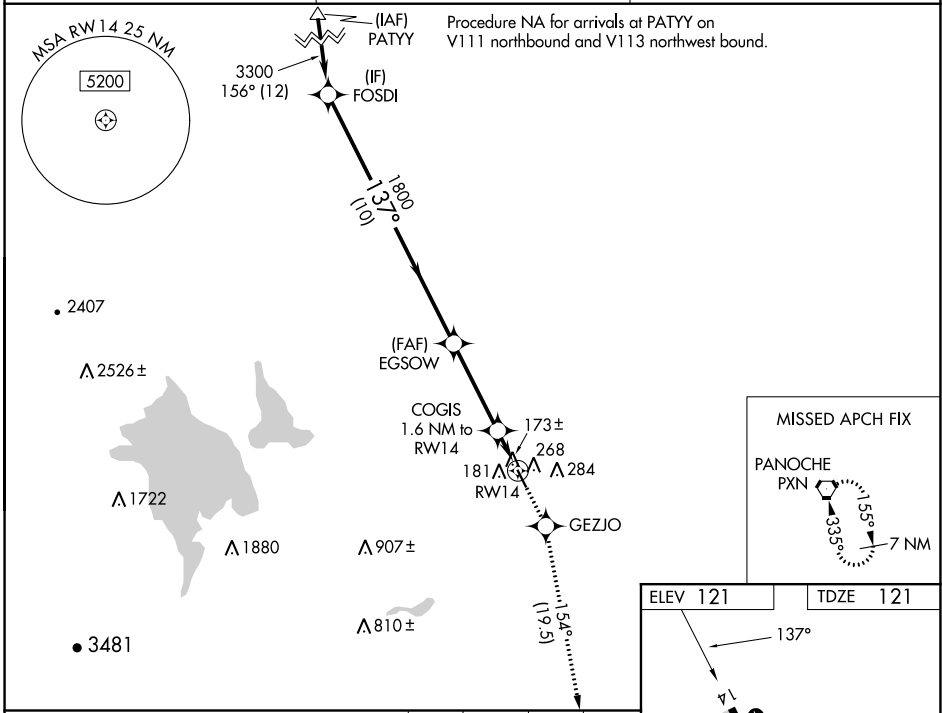 MSA RW14 25 NM
5200
(IAF)
PATYY
Procedure NA for arrivals at PATYY on
V111 northbound and V113 northwest bound.
3300
156° (12)
(IF)
FOSDI
1800
137°
(10)
2407
2526±
(FAF)
EGSOW
COGIS
1.6 NM to
RW14
173±
268
181
284
RW14
1722
GEZJO
1880
907±
810±
3481
154°
(19.5)
MISSED APCH FIX
PANOCHE
PXN
155°
335°
7 NM
ELEV 121
TDZE 121
137°
14